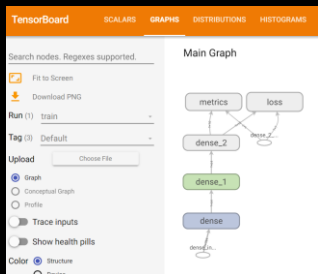 TensorBoard SCALARS GRAPHS DISTRIBUTIONS HISTOGRAMS
Search nodes. Regexes supported.
Fit to Screen
Download PNG
Run (1) train
Tag (3) Default
Upload Choose File
Graph
Conceptual Graph
Profile
Trace inputs
Show health pills
Color Structure
Main Graph
metrics loss
dense_2
dense_1
dense
dense_in...